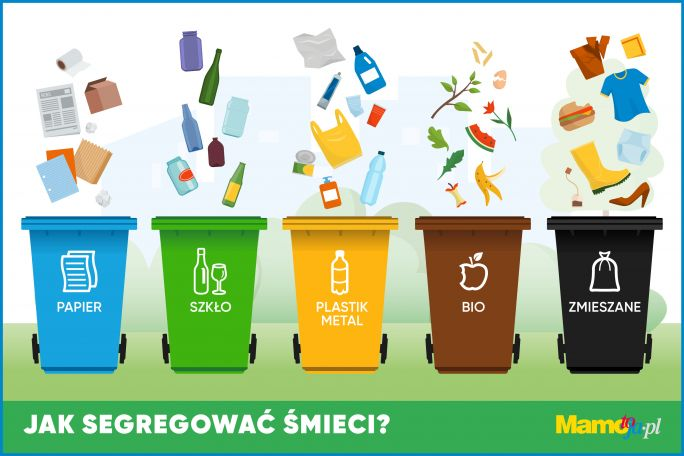 PAPIER
SZKŁO
PLASTIK
METAL
BIO
ZMIESZANE
JAK SEGREGOWAĆ ŚMIECI?
Mamotoja.pl